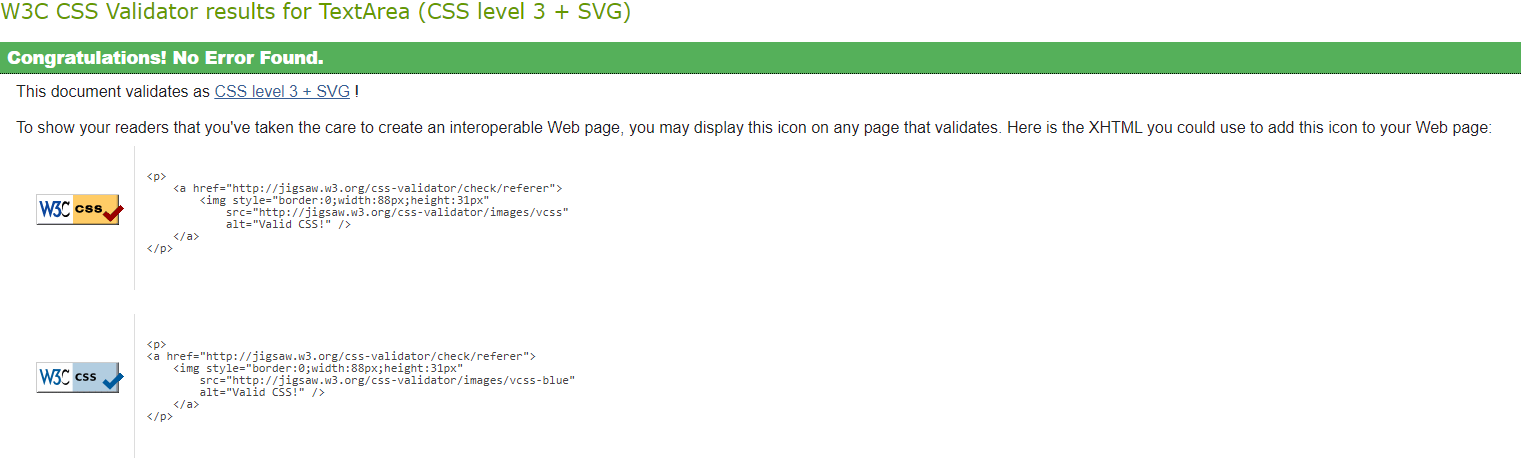 W3C CSS Validator results for TextArea (CSS level 3 + SVG)
Congratulations! No Error Found.
This document validates as CSS level 3 + SVG !
To show your readers that you've taken the care to create an interoperable Web page, you may display this icon on any page that validates. Here is the XHTML you could use to add this icon to your Web page:
W3C css
<p>
<a href="http://jigsaw.w3.org/css-validator/check/referer">
<img style="border:0;width:88px;height:31px"
src="http://jigsaw.w3.org/css-validator/images/vcss"
alt="Valid CSS!" />
</a>
</p>
W3C css
<p>
<a href="http://jigsaw.w3.org/css-validator/check/referer">
<img style="border:0;width:88px;height:31px"
src="http://jigsaw.w3.org/css-validator/images/vcss-blue"
alt="Valid CSS!" />
</a>
</p>